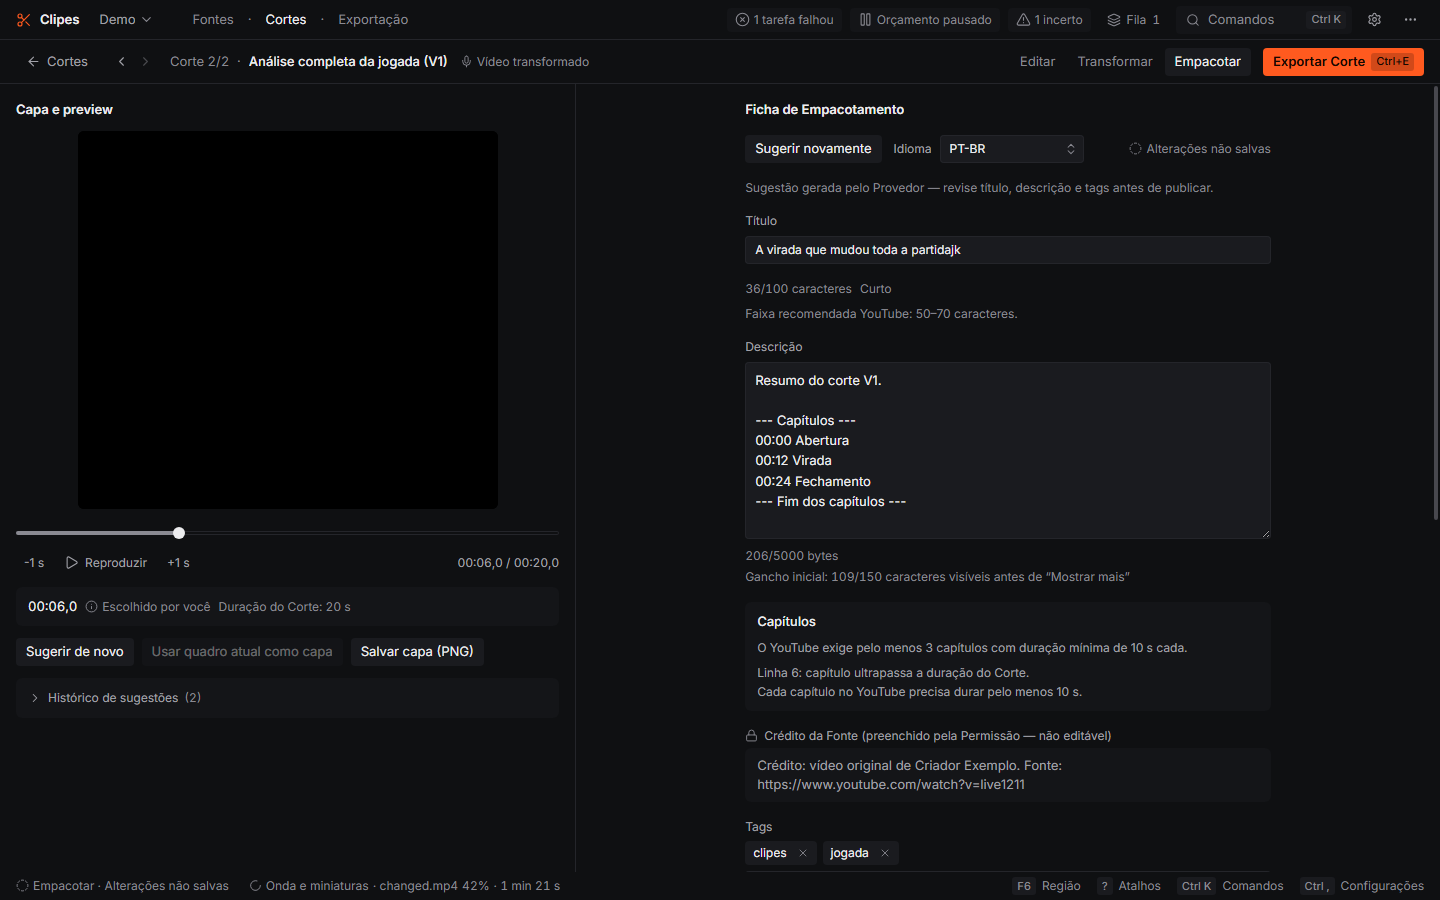 Clipes Demo Fontes · Cortes · Exportação 1 tarefa falhou Orçamento pausado 1 incerto Fila 1 Comandos Ctrl K
Cortes Corte 2/2 · Análise completa da jogada (V1) Vídeo transformado Editar Transformar Empacotar Exportar Corte Ctrl+E
Capa e preview
-1 s Reproduzir +1 s 00:06,0 / 00:20,0
00:06,0 Escolhido por você Duração do Corte: 20 s
Sugerir de novo Usar quadro atual como capa Salvar capa (PNG)
Histórico de sugestões (2)
Ficha de Empacotamento
Sugerir novamente Idioma PT-BR Alterações não salvas
Sugestão gerada pelo Provedor — revise título, descrição e tags antes de publicar.
Título
A virada que mudou toda a partidajk
36/100 caracteres Curto
Faixa recomendada YouTube: 50–70 caracteres.
Descrição
Resumo do corte V1.
--- Capítulos ---
00:00 Abertura
00:12 Virada
00:24 Fechamento
--- Fim dos capítulos ---
206/5000 bytes
Gancho inicial: 109/150 caracteres visíveis antes de “Mostrar mais”
Capítulos
O YouTube exige pelo menos 3 capítulos com duração mínima de 10 s cada.
Linha 6: capítulo ultrapassa a duração do Corte.
Cada capítulo no YouTube precisa durar pelo menos 10 s.
Crédito da Fonte (preenchido pela Permissão — não editável)
Crédito: vídeo original de Criador Exemplo. Fonte:
https://www.youtube.com/watch?v=live1211
Tags
clipes jogada
Empacotar · Alterações não salvas Onda e miniaturas · changed.mp4 42% · 1 min 21 s F6 Região ? Atalhos Ctrl K Comandos Ctrl , Configurações